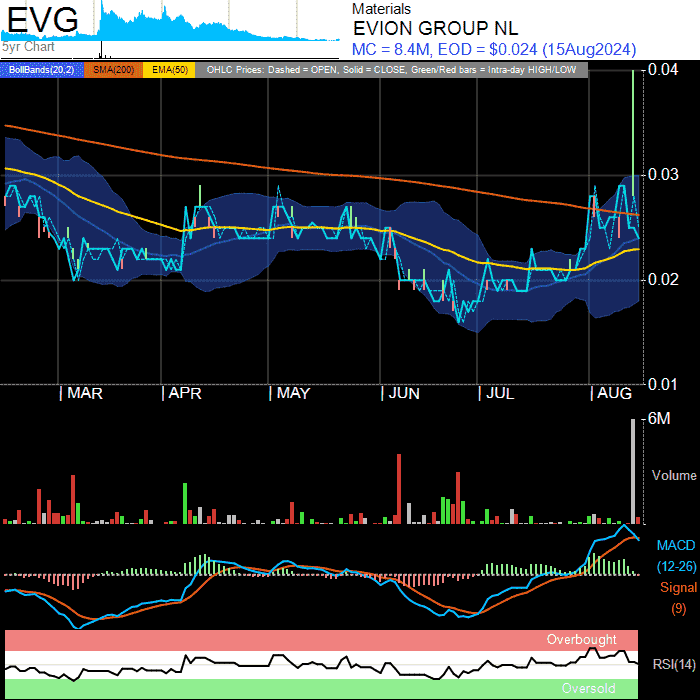 EVG
5yr Chart
Materials
EVION GROUP NL
MC = 8.4M, EOD = $0.024 (15Aug2024)
BollBands(20,2) SMA(200) EMA(50) OHLC Prices: Dashed = OPEN, Solid = CLOSE, Green/Red bars = Intra-day HIGH/LOW
0.04
0.03
0.02
0.01
MAR APR MAY JUN JUL AUG
6M
Volume
MACD
(12-26)
Signal
(9)
Overbought
RSI(14)
Oversold